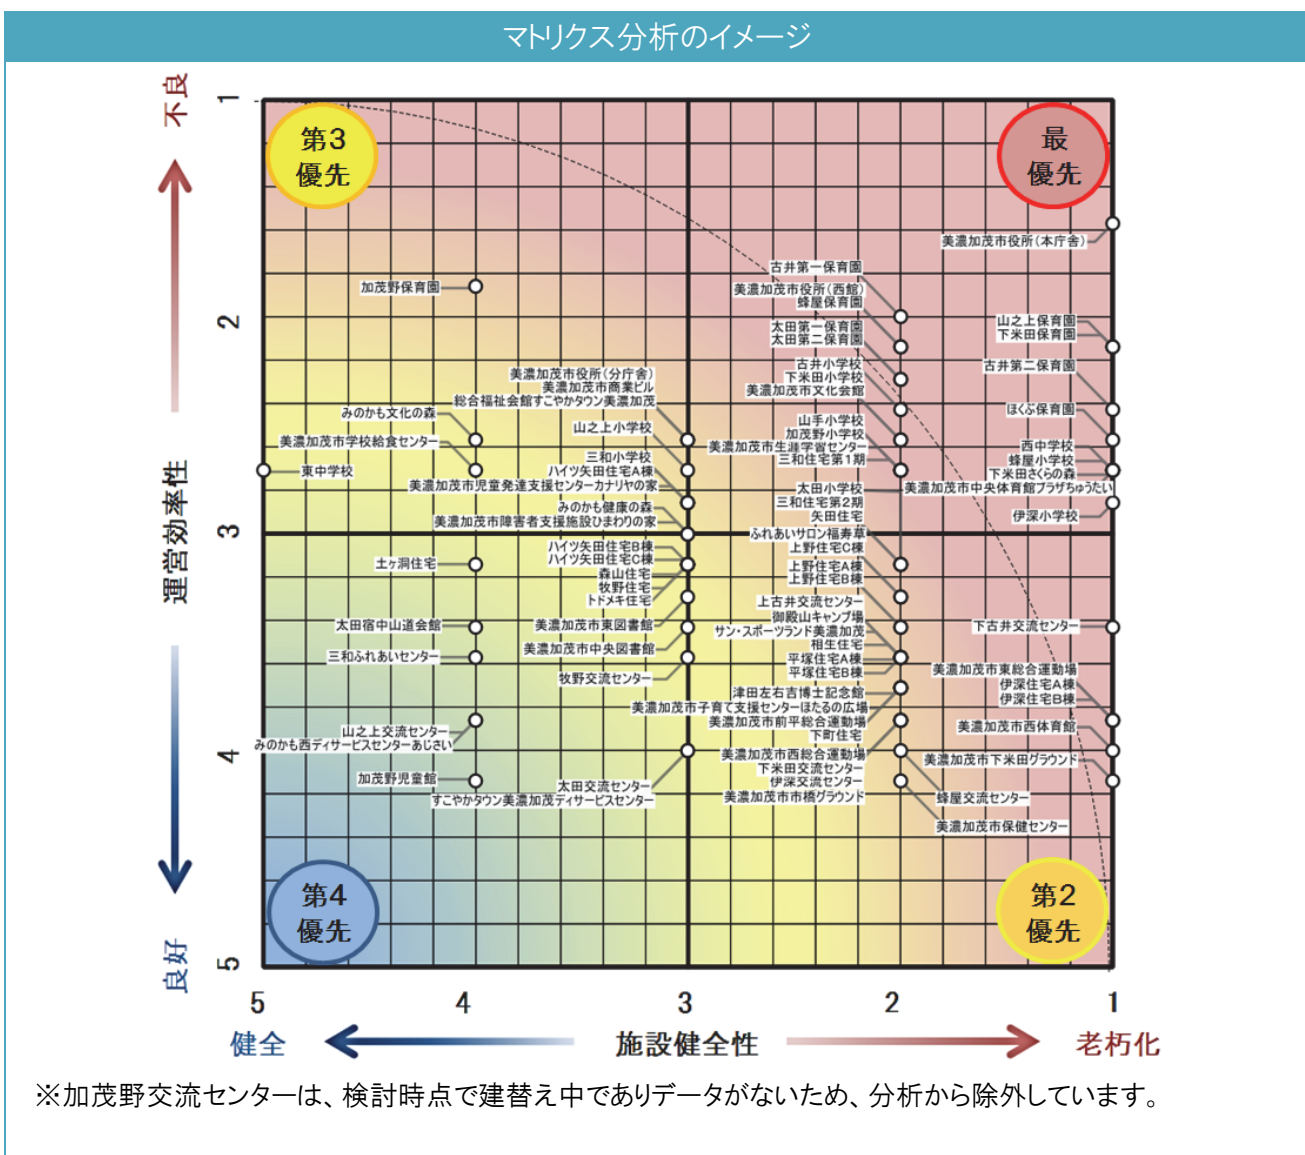 マトリクス分析のイメージ
不良
運営効率性
良好
1
2
3
4
5
第3
優先
最
優先
美濃加茂市役所(本庁舎)
古井第一保育園
加茂野保育園
美濃加茂市役所(西館)
蜂屋保育園
山之上保育園
下米田保育園
太田第一保育園
太田第二保育園
古井小学校
下米田小学校
美濃加茂市文化会館
古井第二保育園
美濃加茂市役所(分庁舎)
美濃加茂市商業ビル
総合福祉会館すこやかタウン美濃加茂
みのかも文化の森
ほくぶ保育園
山之上小学校
山手小学校
加茂野小学校
美濃加茂市生涯学習センター
三和住宅第1期
美濃加茂市学校給食センター
西中学校
蜂屋小学校
下米田さくらの森
東中学校
三和小学校
ハイツ矢田住宅A棟
美濃加茂市児童発達支援センターカナリヤの家
太田小学校
美濃加茂市中央体育館プラザちゅうたい
三和住宅第2期
矢田住宅
みのかも健康の森
美濃加茂市障害者支援施設ひまわりの家
伊深小学校
ふれあいサロン福寿草
上野住宅C棟
ハイツ矢田住宅B棟
ハイツ矢田住宅C棟
森山住宅
牧野住宅
トドメキ住宅
土ヶ洞住宅
上野住宅A棟
上野住宅B棟
上古井交流センター
御殿山キャンプ場
サン・スポーツランド美濃加茂
相生住宅
平塚住宅A棟
平塚住宅B棟
太田宿中山道会館
美濃加茂市東図書館
下古井交流センター
三和ふれあいセンター
美濃加茂市中央図書館
牧野交流センター
美濃加茂市東総合運動場
伊深住宅A棟
伊深住宅B棟
津田左右吉博士記念館
美濃加茂市子育て支援センターほたるの広場
美濃加茂市前平総合運動場
下町住宅
美濃加茂市西体育館
山之上交流センター
みのかも西デイサービスセンターあじさい
美濃加茂市西総合運動場
下米田交流センター
伊深交流センター
美濃加茂市市橋グラウンド
美濃加茂市下米田グラウンド
加茂野児童館
太田交流センター
すこやかタウン美濃加茂デイサービスセンター
蜂屋交流センター
美濃加茂市保健センター
第4
優先
第2
優先
5
4
3
2
1
健全
施設健全性
老朽化
※加茂野交流センターは、検討時点で建替え中でありデータがないため、分析から除外しています。